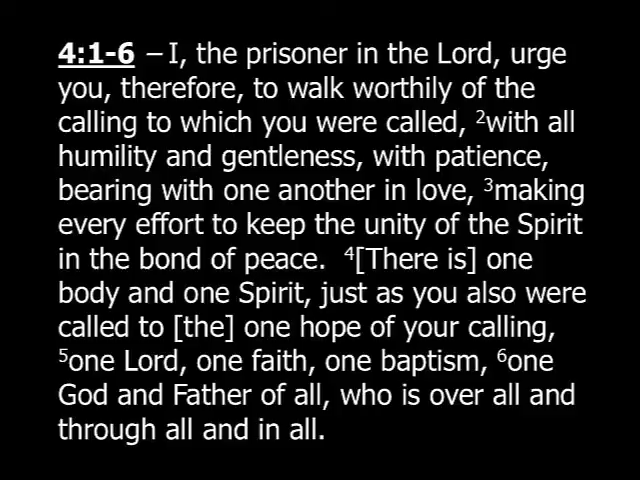 4:1-6 – I, the prisoner in the Lord, urge
you, therefore, to walk worthily of the
calling to which you were called, ²with all
humility and gentleness, with patience,
bearing with one another in love, ³making
every effort to keep the unity of the Spirit
in the bond of peace.  ⁴[There is] one
body and one Spirit, just as you also were
called to [the] one hope of your calling,
⁵one Lord, one faith, one baptism, ⁶one
God and Father of all, who is over all and
through all and in all.